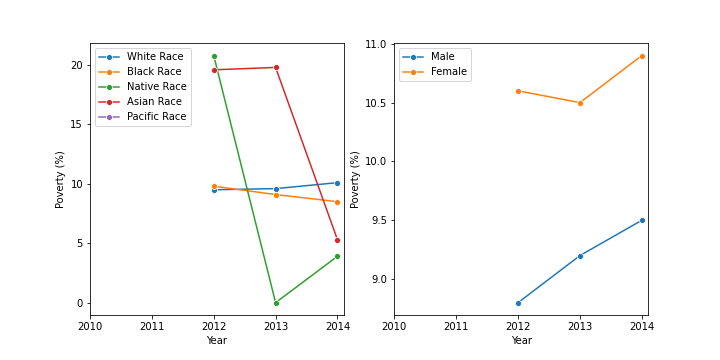 White Race
Black Race
Native Race
Asian Race
Pacific Race
20
15
10
5
0
Poverty (%)
2010 2011 2012 2013 2014
Year
Male
Female
11.0
10.5
10.0
9.5
9.0
Poverty (%)
2010 2011 2012 2013 2014
Year